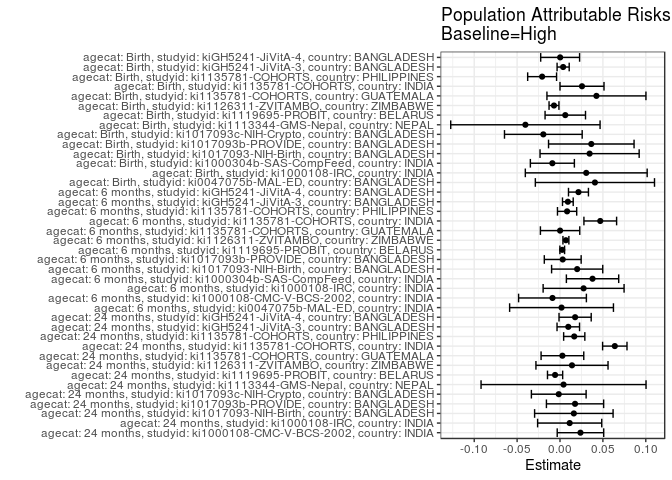 Population Attributable Risks
Baseline=High
agecat: Birth, studyid: kiGH5241-JiVitA-4, country: BANGLADESH
agecat: Birth, studyid: kiGH5241-JiVitA-3, country: BANGLADESH
agecat: Birth, studyid: ki1135781-COHORTS, country: PHILIPPINES
agecat: Birth, studyid: ki1135781-COHORTS, country: INDIA
agecat: Birth, studyid: ki1135781-COHORTS, country: GUATEMALA
agecat: Birth, studyid: ki1126311-ZVITAMBO, country: ZIMBABWE
agecat: Birth, studyid: ki1119695-PROBIT, country: BELARUS
agecat: Birth, studyid: ki1113344-GMS-Nepal, country: NEPAL
agecat: Birth, studyid: ki1017093c-NIH-Crypto, country: BANGLADESH
agecat: Birth, studyid: ki1017093b-PROVIDE, country: BANGLADESH
agecat: Birth, studyid: ki1017093-NIH-Birth, country: BANGLADESH
agecat: Birth, studyid: ki1000304b-SAS-CompFeed, country: INDIA
agecat: Birth, studyid: ki1000108-IRC, country: INDIA
agecat: Birth, studyid: ki0047075b-MAL-ED, country: BANGLADESH
agecat: 6 months, studyid: kiGH5241-JiVitA-4, country: BANGLADESH
agecat: 6 months, studyid: kiGH5241-JiVitA-3, country: BANGLADESH
agecat: 6 months, studyid: ki1135781-COHORTS, country: PHILIPPINES
agecat: 6 months, studyid: ki1135781-COHORTS, country: INDIA
agecat: 6 months, studyid: ki1135781-COHORTS, country: GUATEMALA
agecat: 6 months, studyid: ki1126311-ZVITAMBO, country: ZIMBABWE
agecat: 6 months, studyid: ki1119695-PROBIT, country: BELARUS
agecat: 6 months, studyid: ki1017093b-PROVIDE, country: BANGLADESH
agecat: 6 months, studyid: ki1017093-NIH-Birth, country: BANGLADESH
agecat: 6 months, studyid: ki1000304b-SAS-CompFeed, country: INDIA
agecat: 6 months, studyid: ki1000108-IRC, country: INDIA
agecat: 6 months, studyid: ki1000108-CMC-V-BCS-2002, country: INDIA
agecat: 6 months, studyid: ki0047075b-MAL-ED, country: INDIA
agecat: 24 months, studyid: kiGH5241-JiVitA-4, country: BANGLADESH
agecat: 24 months, studyid: kiGH5241-JiVitA-3, country: BANGLADESH
agecat: 24 months, studyid: ki1135781-COHORTS, country: PHILIPPINES
agecat: 24 months, studyid: ki1135781-COHORTS, country: INDIA
agecat: 24 months, studyid: ki1135781-COHORTS, country: GUATEMALA
agecat: 24 months, studyid: ki1126311-ZVITAMBO, country: ZIMBABWE
agecat: 24 months, studyid: ki1119695-PROBIT, country: BELARUS
agecat: 24 months, studyid: ki1113344-GMS-Nepal, country: NEPAL
agecat: 24 months, studyid: ki1017093c-NIH-Crypto, country: BANGLADESH
agecat: 24 months, studyid: ki1017093b-PROVIDE, country: BANGLADESH
agecat: 24 months, studyid: ki1017093-NIH-Birth, country: BANGLADESH
agecat: 24 months, studyid: ki1000108-IRC, country: INDIA
agecat: 24 months, studyid: ki1000108-CMC-V-BCS-2002, country: INDIA
-0.10 -0.05 0.00 0.05 0.10
Estimate